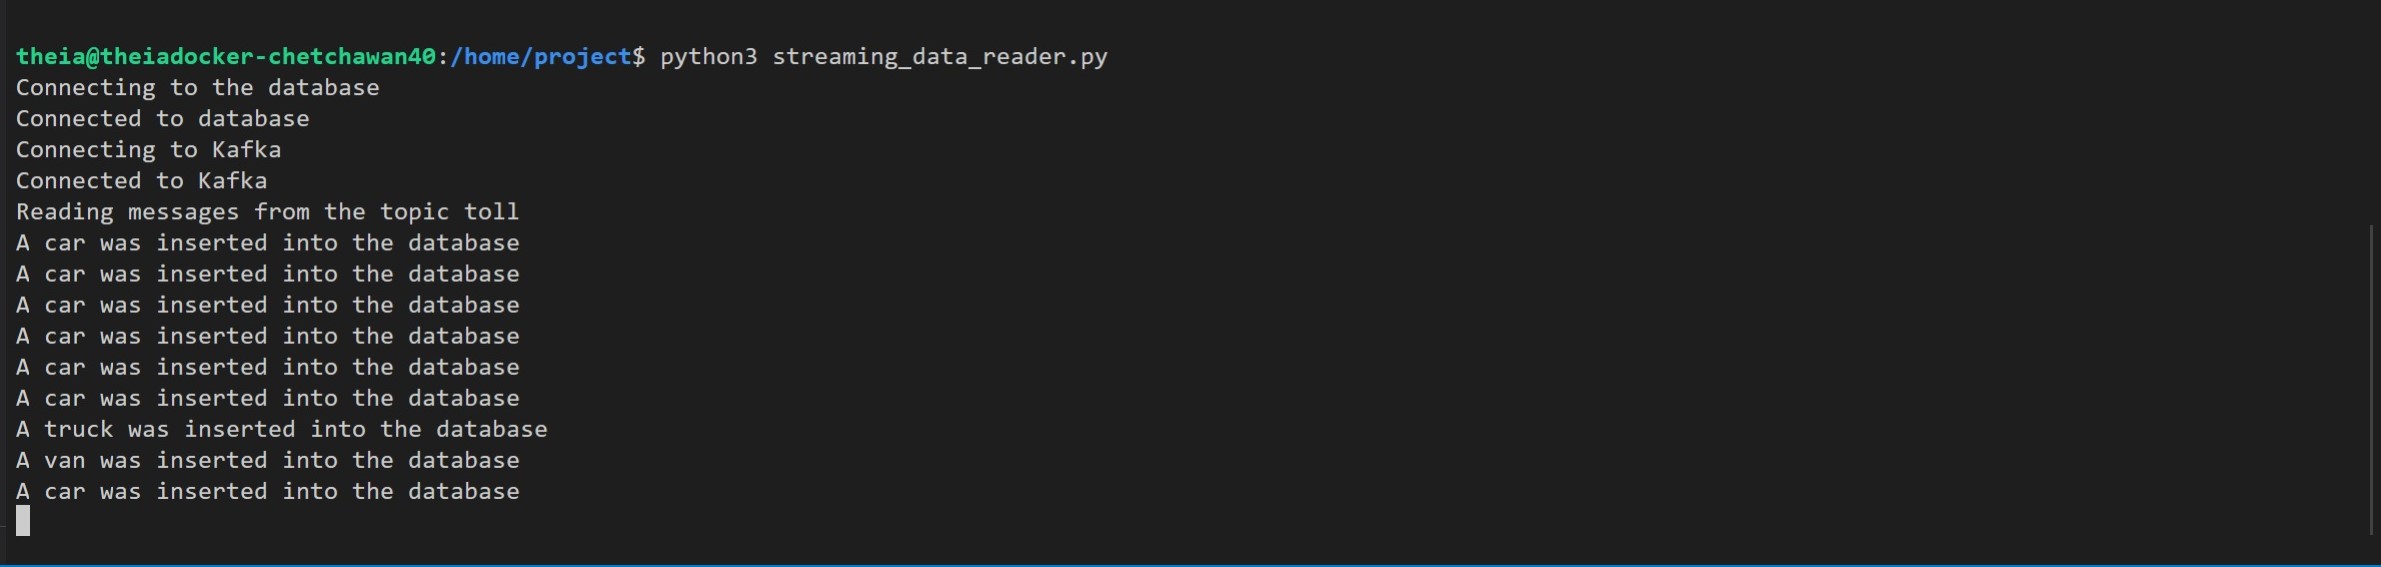 theia@theiadocker-chetchawan40:/home/project$ python3 streaming_data_reader.py
Connecting to the database
Connected to database
Connecting to Kafka
Connected to Kafka
Reading messages from the topic toll
A car was inserted into the database
A car was inserted into the database
A car was inserted into the database
A car was inserted into the database
A car was inserted into the database
A car was inserted into the database
A truck was inserted into the database
A van was inserted into the database
A car was inserted into the database